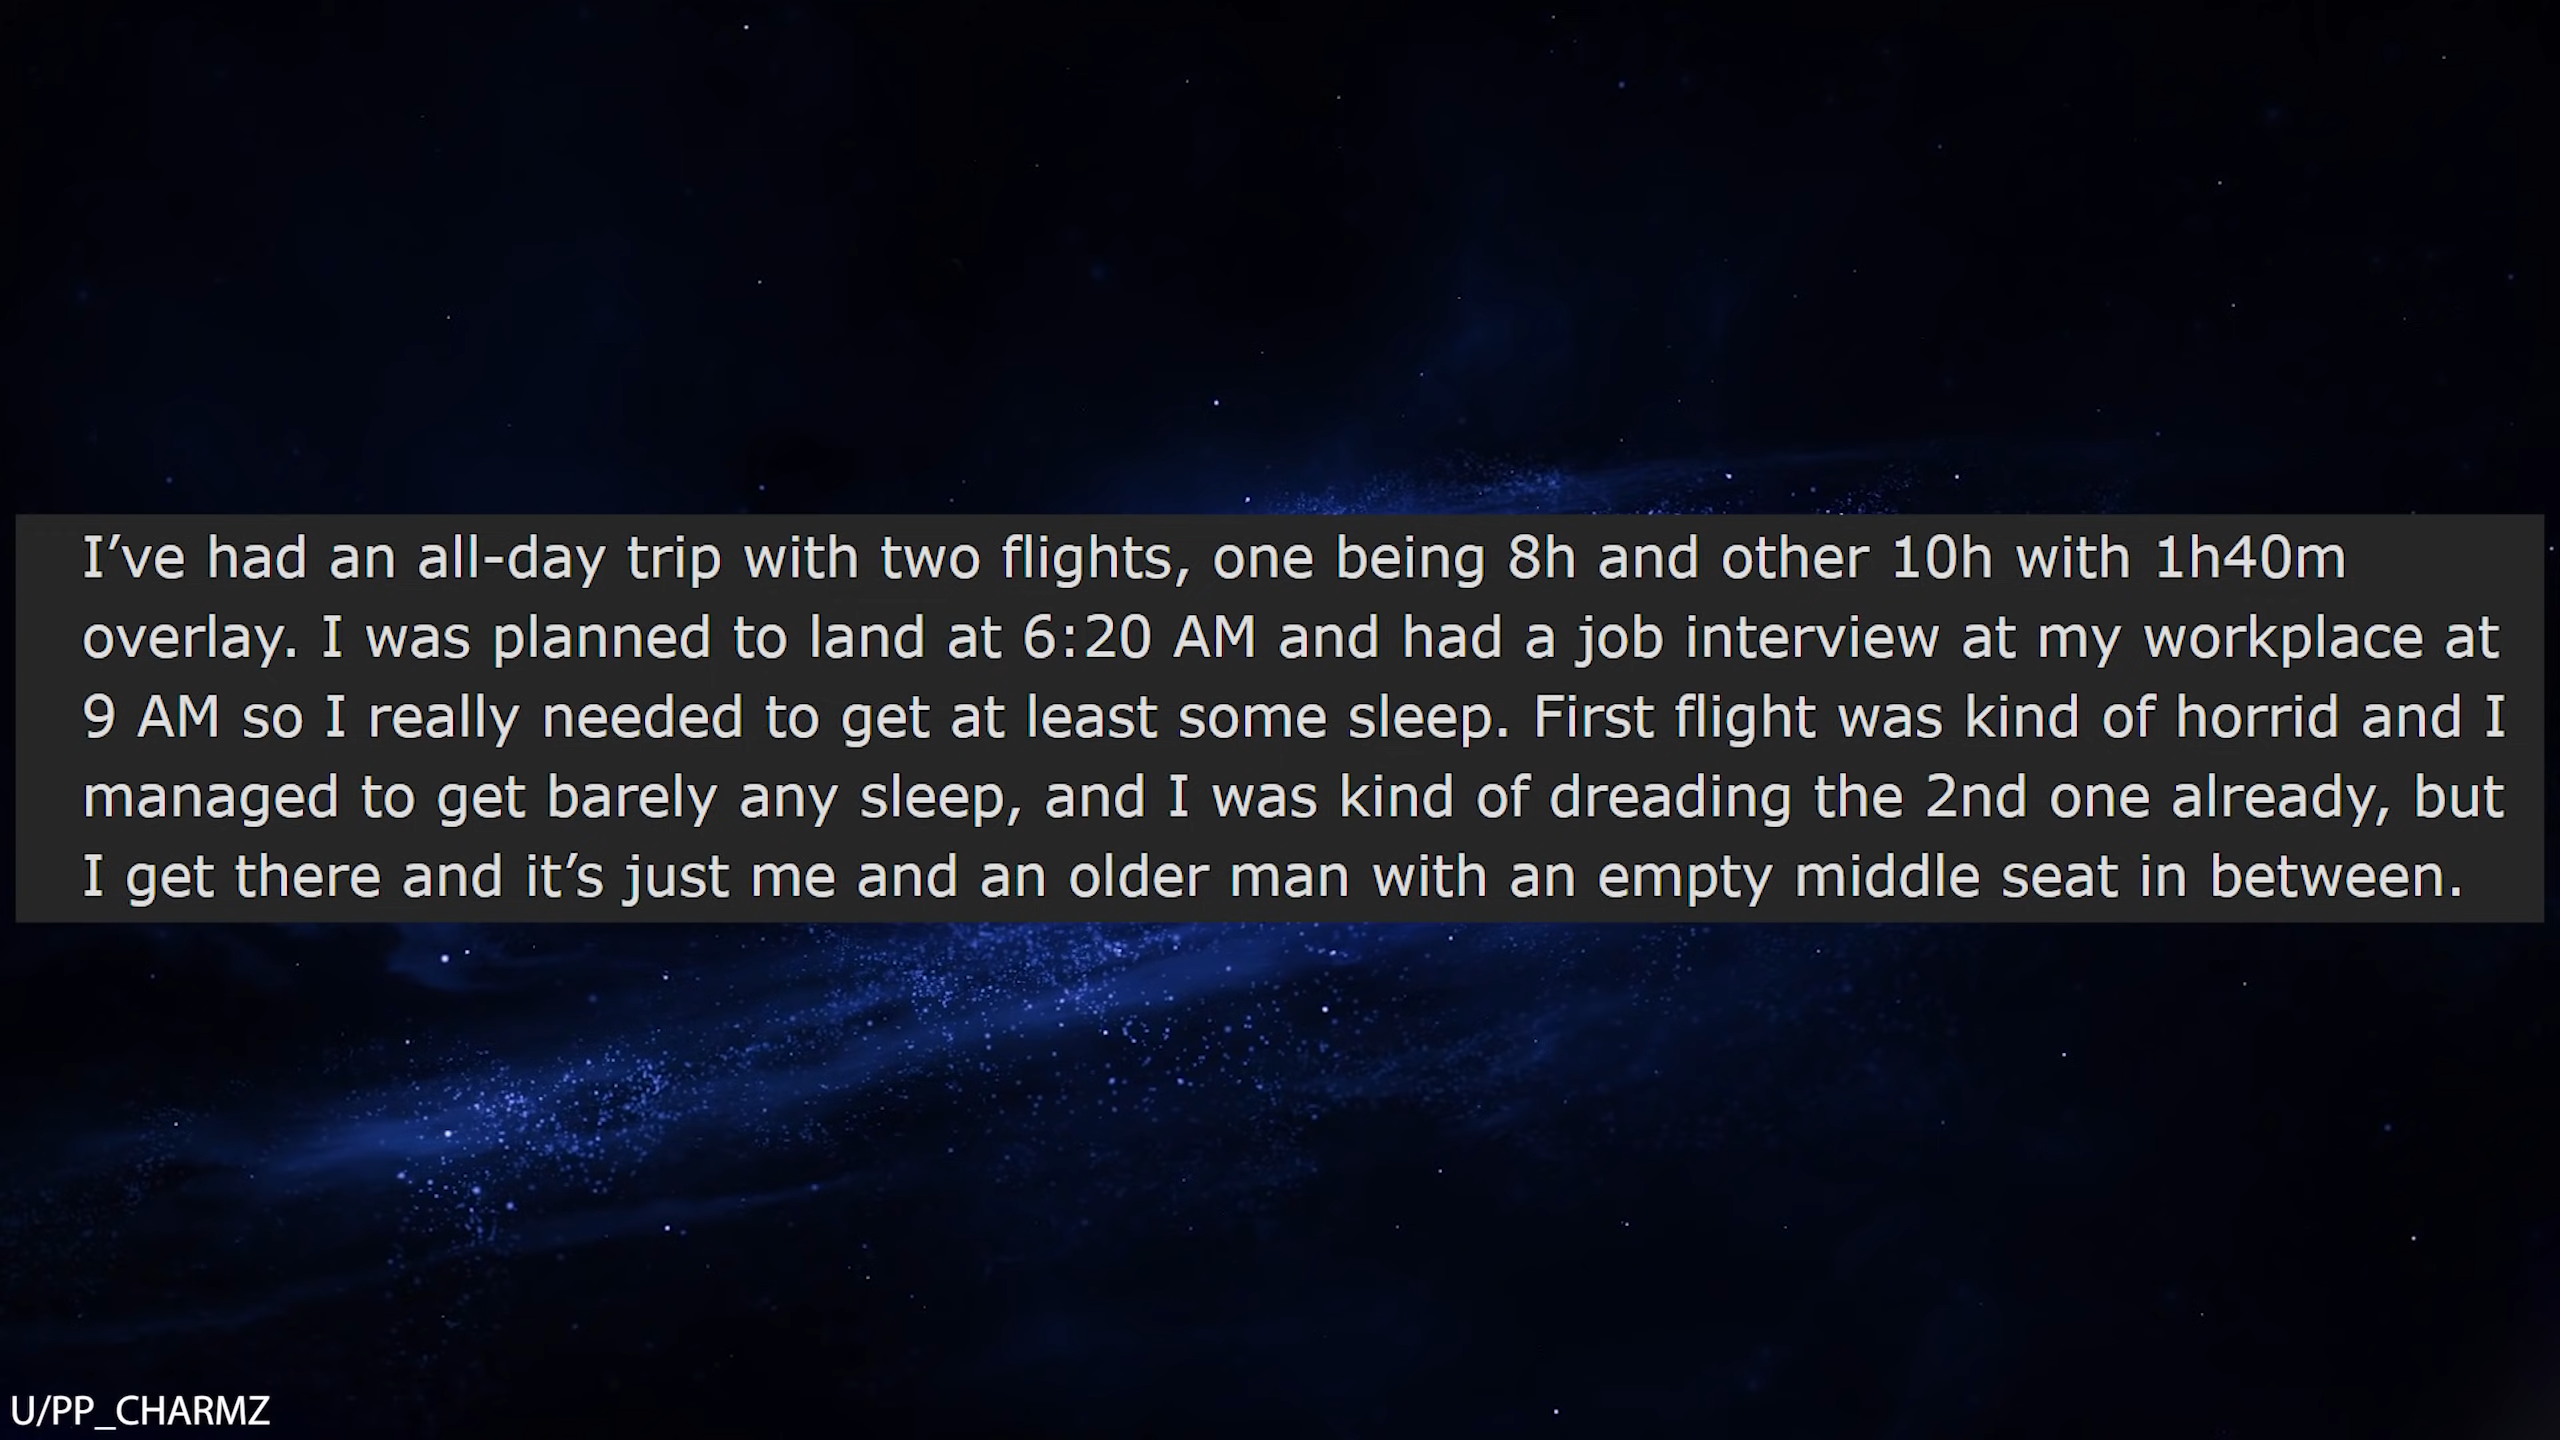 I’ve had an all-day trip with two flights, one being 8h and other 10h with 1h40m
overlay. I was planned to land at 6:20 AM and had a job interview at my workplace at
9 AM so I really needed to get at least some sleep. First flight was kind of horrid and I
managed to get barely any sleep, and I was kind of dreading the 2nd one already, but
I get there and it’s just me and an older man with an empty middle seat in between.
U/PP_CHARMZ